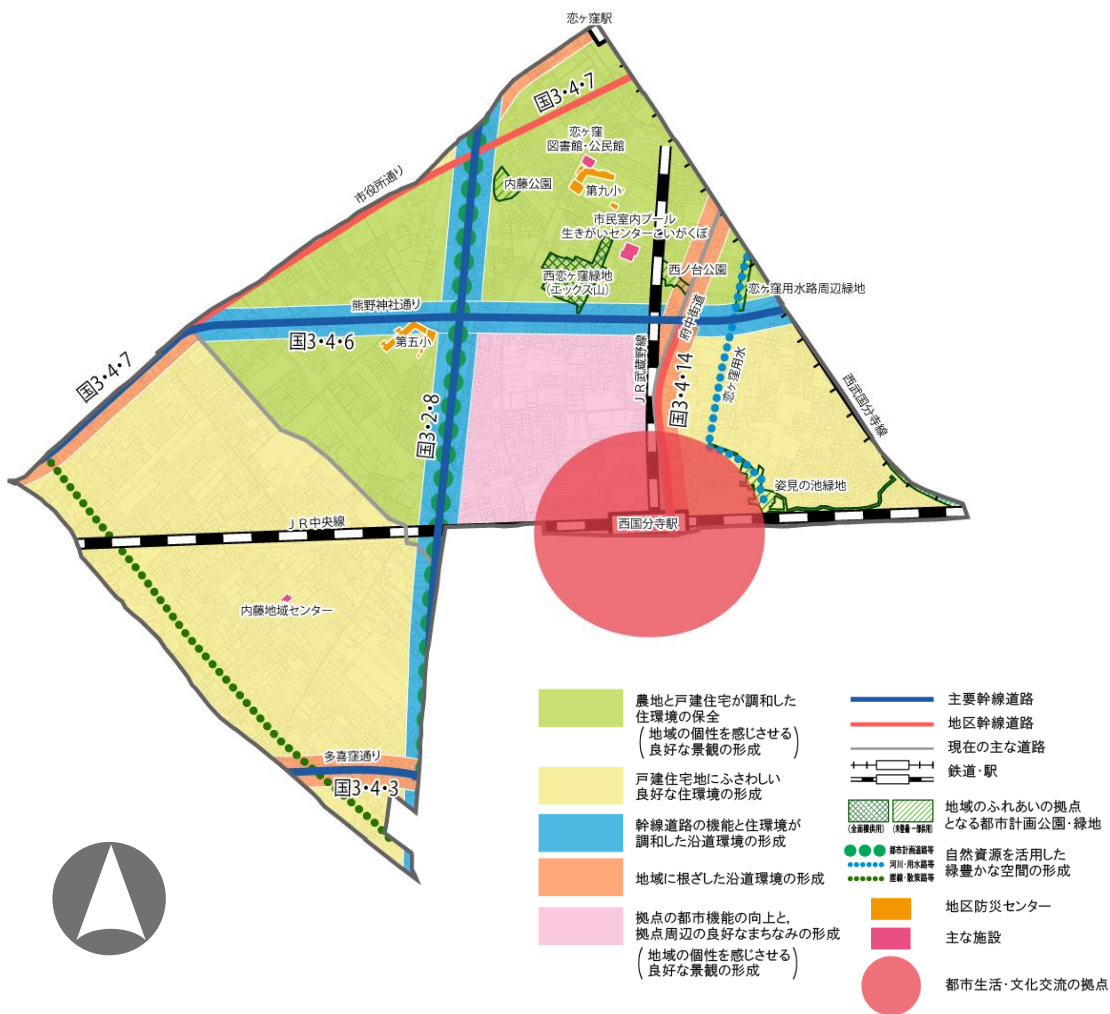 恋ヶ窪駅
国3・4・7
恋ヶ窪
図書館・公民館
第九小
内藤公園
市役所通り
市民室内プール
生きがいセンターこいがくぼ
西恋ヶ窪緑地
(エックス山)
西ノ台公園
恋ヶ窪用水路周辺緑地
熊野神社通り
府中街道
国3・4・6
第五小
国3・4・7
JR武蔵野線
国3・4・14
恋ヶ窪用水
西武国分寺線
国3・2・8
姿見の池緑地
JR中央線
西国分寺駅
内藤地域センター
多喜窪通り
国3・4・3
農地と戸建住宅が調和した
住環境の保全
(地域の個性を感じさせる
良好な景観の形成)
戸建住宅地にふさわしい
良好な住環境の形成
幹線道路の機能と住環境が
調和した沿道環境の形成
地域に根ざした沿道環境の形成
拠点の都市機能の向上と,
拠点周辺の良好なまちなみの形成
(地域の個性を感じさせる
良好な景観の形成)
主要幹線道路
地区幹線道路
現在の主な道路
鉄道・駅
(全面積供用)
(未整備・一部供用)
地域のふれあいの拠点
となる都市計画公園・緑地
都市計画道路等
河川・用水路等
崖線・散策路等
自然資源を活用した
緑豊かな空間の形成
地区防災センター
主な施設
都市生活・文化交流の拠点